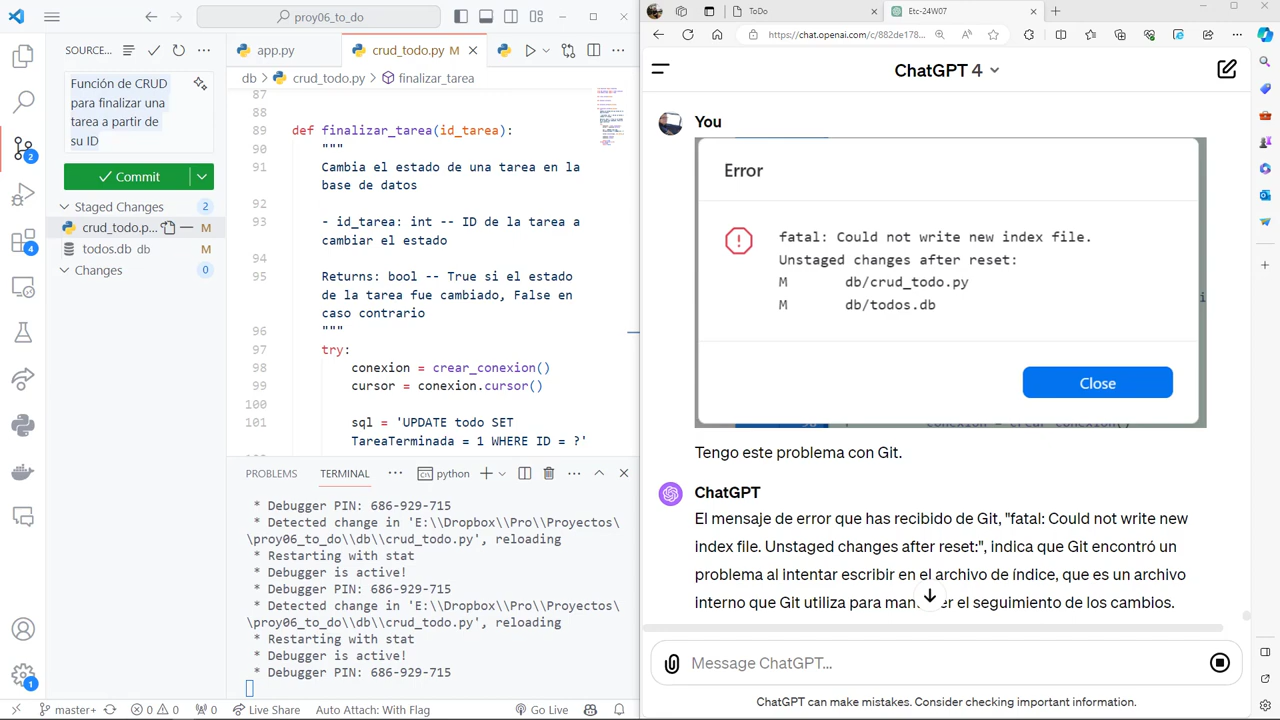 proy06_to_do
SOURCE...
Función de CRUD
para finalizar una
a partir de
Commit
Staged Changes
2
crud_todo.p...
M
todos.db db
M
Changes
0
2
4
1
app.py
crud_todo.py M
db > crud_todo.py > finalizar_tarea
87
88
89 def finalizar_tarea(id_tarea):
90 """
91 Cambia el estado de una tarea en la
base de datos
92
93 - id_tarea: int -- ID de la tarea a
cambiar el estado
94
95 Returns: bool -- True si el estado
de la tarea fue cambiado, False en
caso contrario
96 """
97 try:
98 conexion = crear_conexion()
99 cursor = conexion.cursor()
100
101 sql = 'UPDATE todo SET
TareaTerminada = 1 WHERE ID = ?'
PROBLEMS TERMINAL ... python
* Debugger PIN: 686-929-715
* Detected change in 'E:\\Dropbox\\Pro\\Proyectos\
\proy06_to_do\\db\\crud_todo.py', reloading
* Restarting with stat
* Debugger is active!
* Debugger PIN: 686-929-715
* Detected change in 'E:\\Dropbox\\Pro\\Proyectos\
\proy06_to_do\\db\\crud_todo.py', reloading
* Restarting with stat
* Debugger is active!
* Debugger PIN: 686-929-715
master+ 0 0 0 Live Share Auto Attach: With Flag Go Live
ToDo
Etc-24W07
https://chat.openai.com/c/882de178...
ChatGPT 4
You
Error
fatal: Could not write new index file.
Unstaged changes after reset:
M db/crud_todo.py
M db/todos.db
Close
Tengo este problema con Git.
ChatGPT
El mensaje de error que has recibido de Git, "fatal: Could not write new
index file. Unstaged changes after reset:", indica que Git encontró un
problema al intentar escribir en el archivo de índice, que es un archivo
interno que Git utiliza para el seguimiento de los cambios.
Message ChatGPT...
ChatGPT can make mistakes. Consider checking important information.